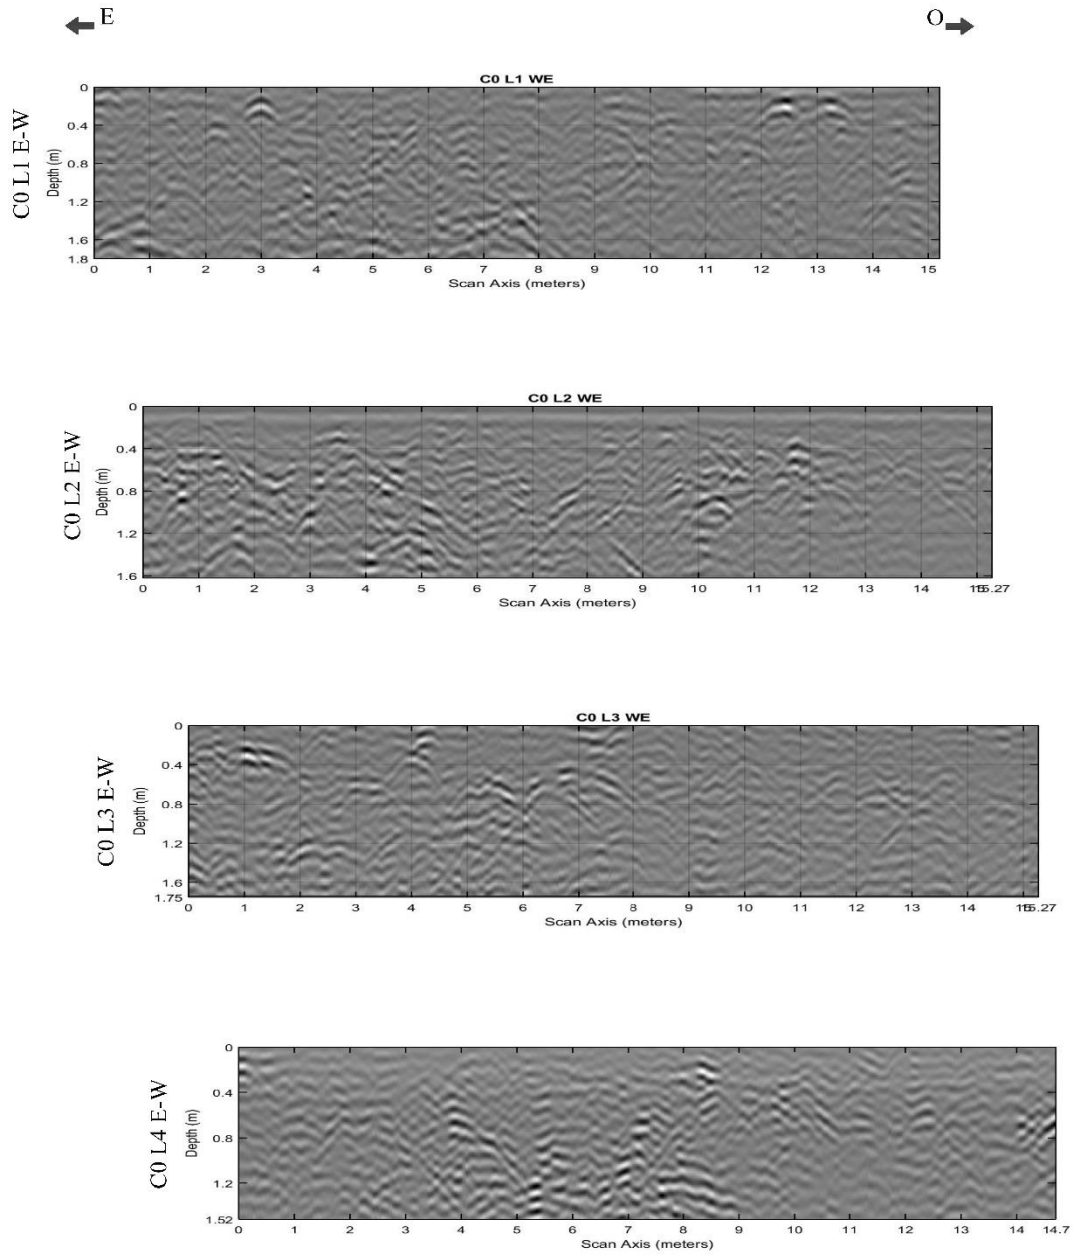 E O
C0 L1 WE
C0 L1 E-W
Depth (m)
0
0.4
0.8
1.2
1.6
1.8
0 1 2 3 4 5 6 7 8 9 10 11 12 13 14 15
Scan Axis (meters)
C0 L2 WE
C0 L2 E-W
Depth (m)
0
0.4
0.8
1.2
1.6
0 1 2 3 4 5 6 7 8 9 10 11 12 13 14 15 15.27
Scan Axis (meters)
C0 L3 WE
C0 L3 E-W
Depth (m)
0
0.4
0.8
1.2
1.6
1.75
0 1 2 3 4 5 6 7 8 9 10 11 12 13 14 15 15.27
Scan Axis (meters)
C0 L4 E-W
Depth (m)
0
0.4
0.8
1.2
1.52
0 1 2 3 4 5 6 7 8 9 10 11 12 13 14 14.7
Scan Axis (meters)